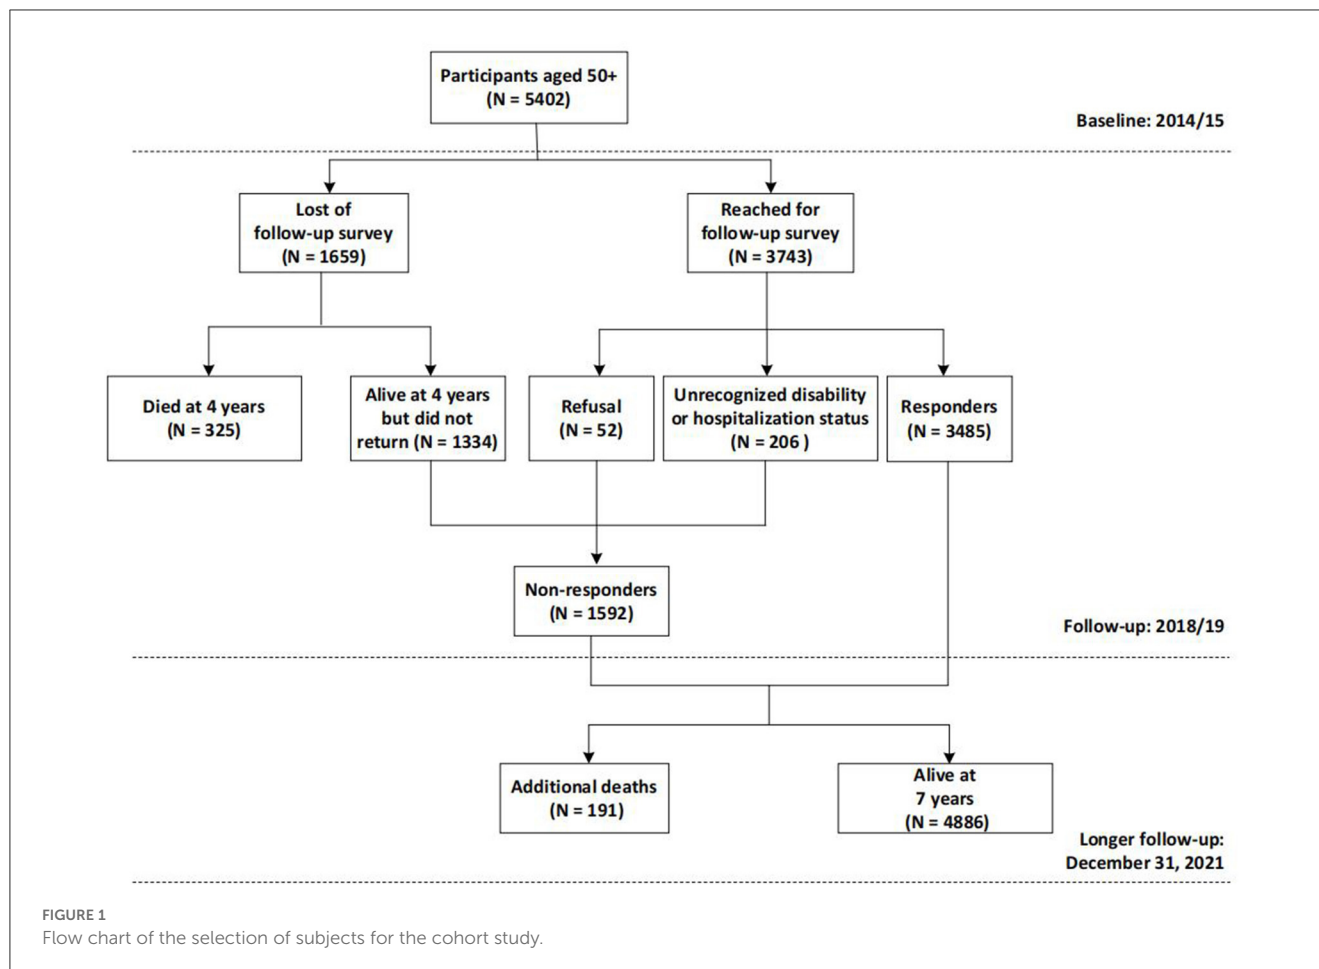 Participants aged 50+
(N = 5402)
Baseline: 2014/15
Lost of
follow-up survey
(N = 1659)
Reached for
follow-up survey
(N = 3743)
Died at 4 years
(N = 325)
Alive at 4 years
but did not
return (N = 1334)
Refusal
(N = 52)
Unrecognized disability
or hospitalization status
(N = 206 )
Responders
(N = 3485)
Non-responders
(N = 1592)
Follow-up: 2018/19
Additional deaths
(N = 191)
Alive at
7 years
(N = 4886)
Longer follow-up:
December 31, 2021
FIGURE 1
Flow chart of the selection of subjects for the cohort study.